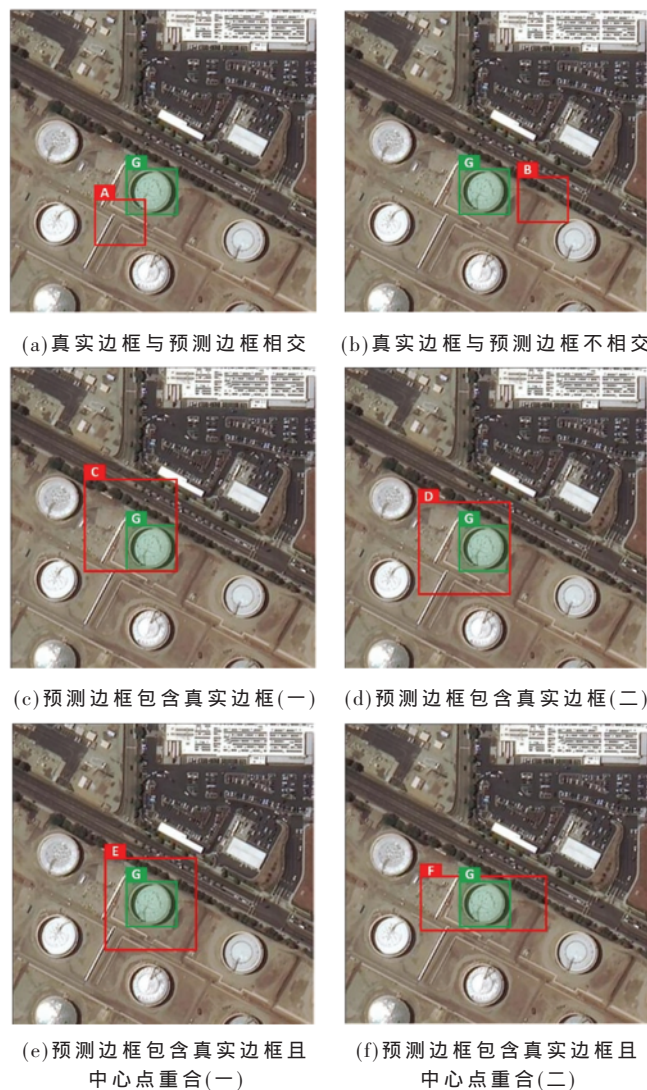 G
A
G
B
(a)真实边框与预测边框相交
(b)真实边框与预测边框不相交
C
G
D
G
(c)预测边框包含真实边框(一)
(d)预测边框包含真实边框(二)
E
G
F
G
(e)预测边框包含真实边框且
中心点重合(一)
(f)预测边框包含真实边框且
中心点重合(二)